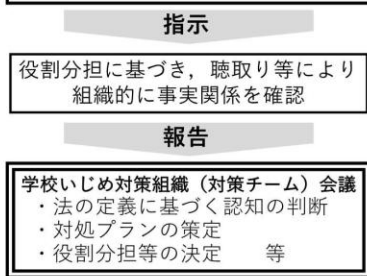 指示
役割分担に基づき，聴取り等により
組織的に事実関係を確認
報告
学校いじめ対策組織（対策チーム）会議
・法の定義に基づく認知の判断
・対処プランの策定
・役割分担等の決定　　等